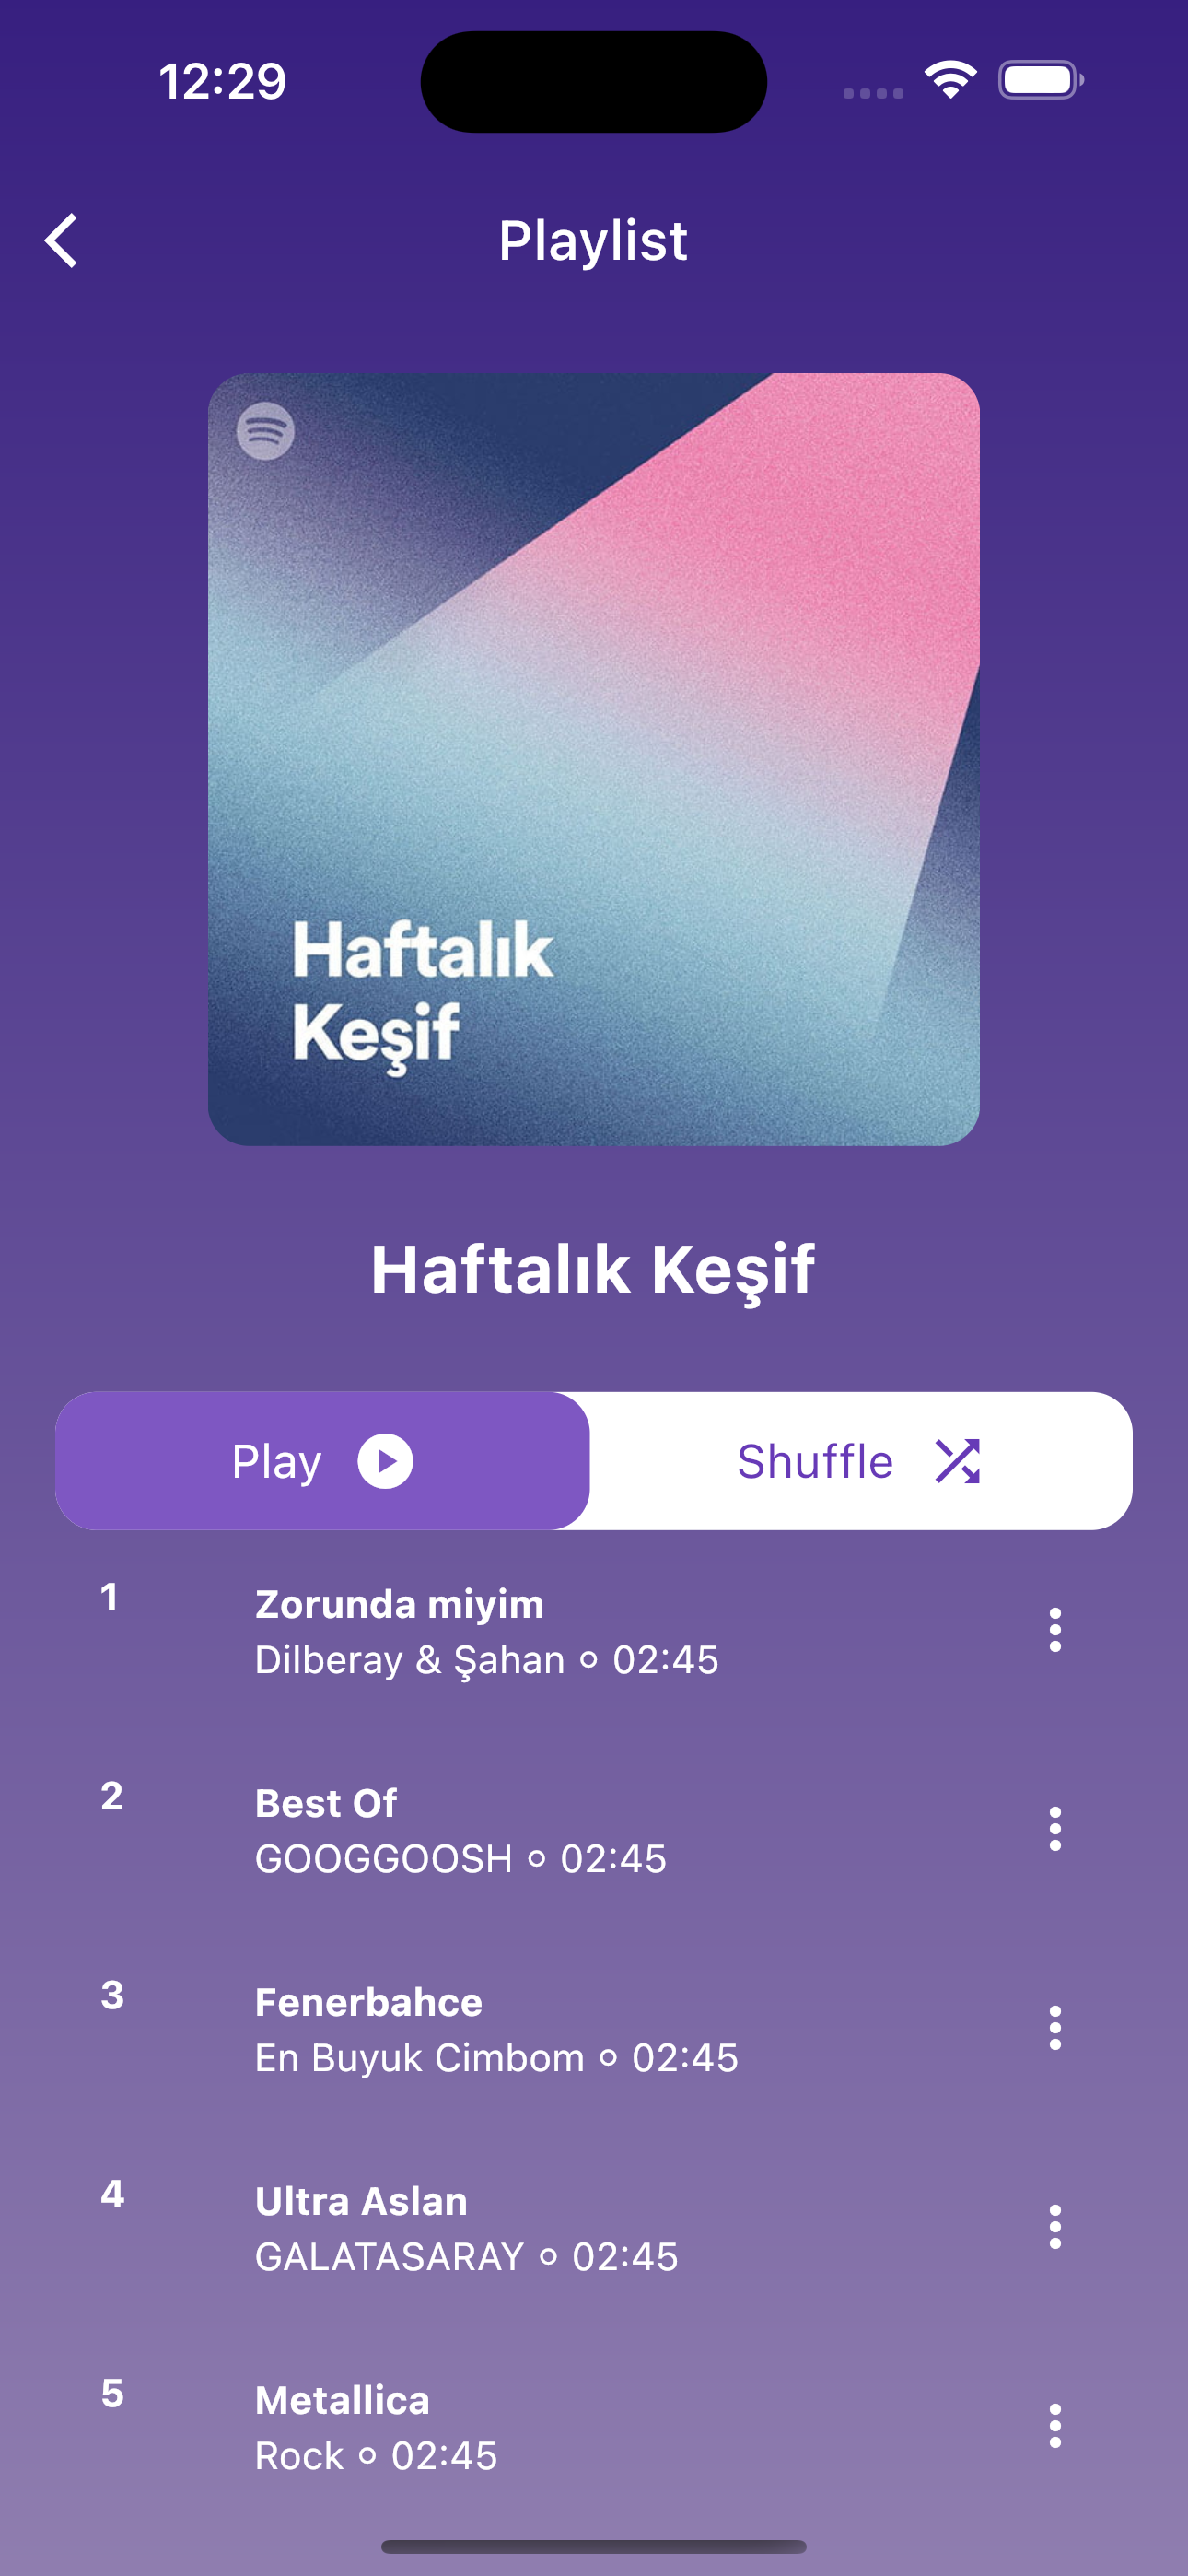 12:29
Playlist
Haftalık
Keşif
Haftalık Keşif
Play
Shuffle
1
Zorunda miyim
Dilberay & Şahan ⚬ 02:45
2
Best Of
GOOGGOOSH ⚬ 02:45
3
Fenerbahce
En Buyuk Cimbom ⚬ 02:45
4
Ultra Aslan
GALATASARAY ⚬ 02:45
5
Metallica
Rock ⚬ 02:45